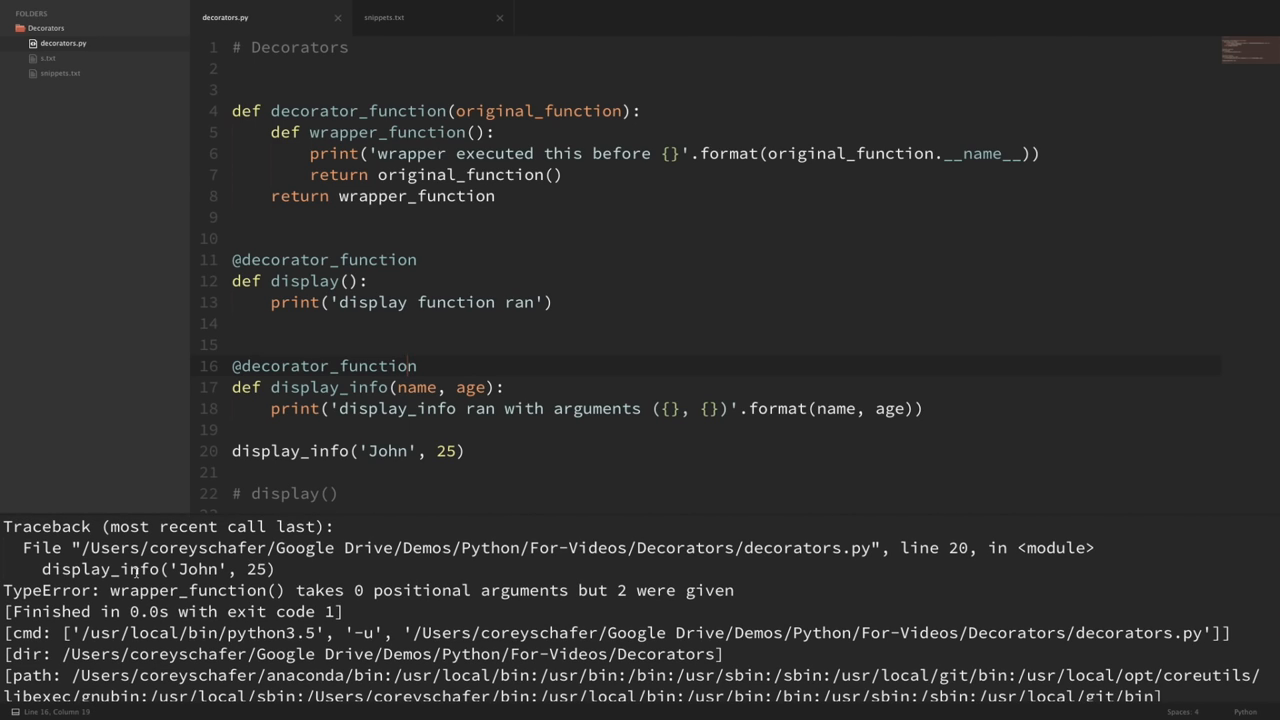 FOLDERS
Decorators
decorators.py
s.txt
snippets.txt
decorators.py
snippets.txt
1 # Decorators
2
3
4 def decorator_function(original_function):
5     def wrapper_function():
6         print('wrapper executed this before {}'.format(original_function.__name__))
7         return original_function()
8     return wrapper_function
9
10
11 @decorator_function
12 def display():
13     print('display function ran')
14
15
16 @decorator_function
17 def display_info(name, age):
18     print('display_info ran with arguments ({}, {})'.format(name, age))
19
20 display_info('John', 25)
21
22 # display()
Traceback (most recent call last):
  File "/Users/coreyschafer/Google Drive/Demos/Python/For-Videos/Decorators/decorators.py", line 20, in <module>
    display_info('John', 25)
TypeError: wrapper_function() takes 0 positional arguments but 2 were given
[Finished in 0.0s with exit code 1]
[cmd: ['/usr/local/bin/python3.5', '-u', '/Users/coreyschafer/Google Drive/Demos/Python/For-Videos/Decorators/decorators.py']]
[dir: /Users/coreyschafer/Google Drive/Demos/Python/For-Videos/Decorators]
[path: /Users/coreyschafer/anaconda/bin:/usr/local/bin:/usr/bin:/bin:/usr/sbin:/sbin:/usr/local/git/bin:/usr/local/opt/coreutils/
libexec/gnubin:/usr/local/sbin:/Users/coreyschafer/anaconda/bin:/usr/local/bin:/usr/bin:/bin:/usr/sbin:/sbin:/usr/local/git/bin]
Line 16, Column 19
Spaces: 4
Python